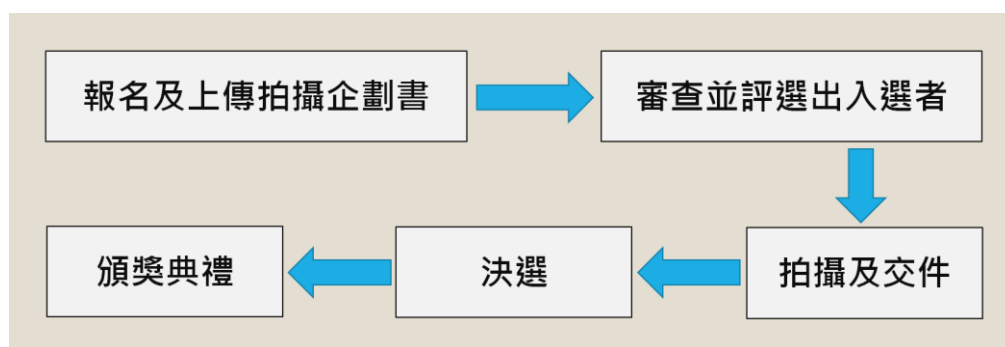 報名及上傳拍攝企劃書
審查並評選出入選者
拍攝及交件
決選
頒獎典禮